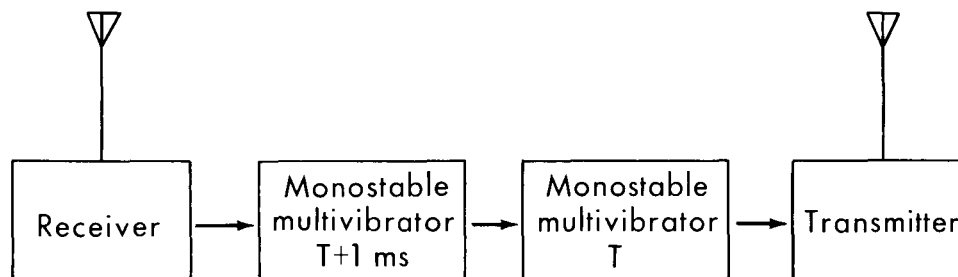 Receiver
Monostable
multivibrator
T+1 ms
Monostable
multivibrator
T
Transmitter